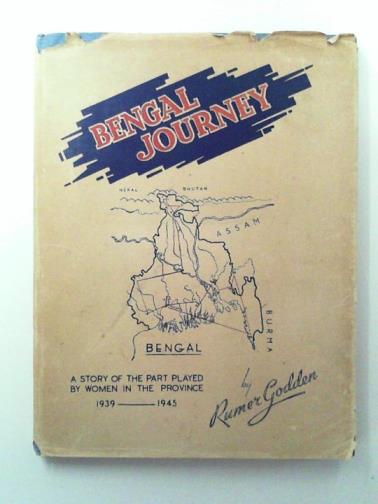 BENGAL
JOURNEY
NEPAL BHUTAN
ASSAM
BURMA
BENGAL
A STORY OF THE PART PLAYED
BY WOMEN IN THE PROVINCE
1939 — 1945
by
Rumer Godden